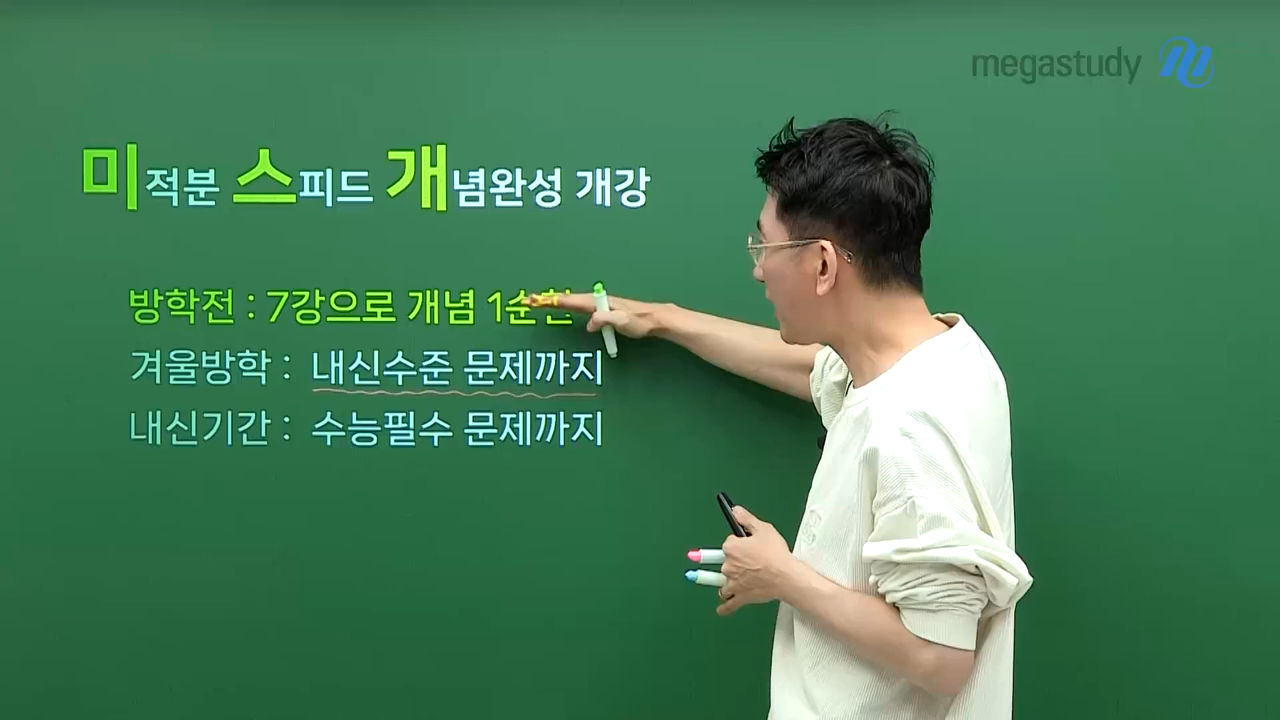 megastudy
미적분 스피드 개념완성 개강
방학전 : 7강으로 개념 1순환
겨울방학 : 내신수준 문제까지
내신기간 : 수능필수 문제까지